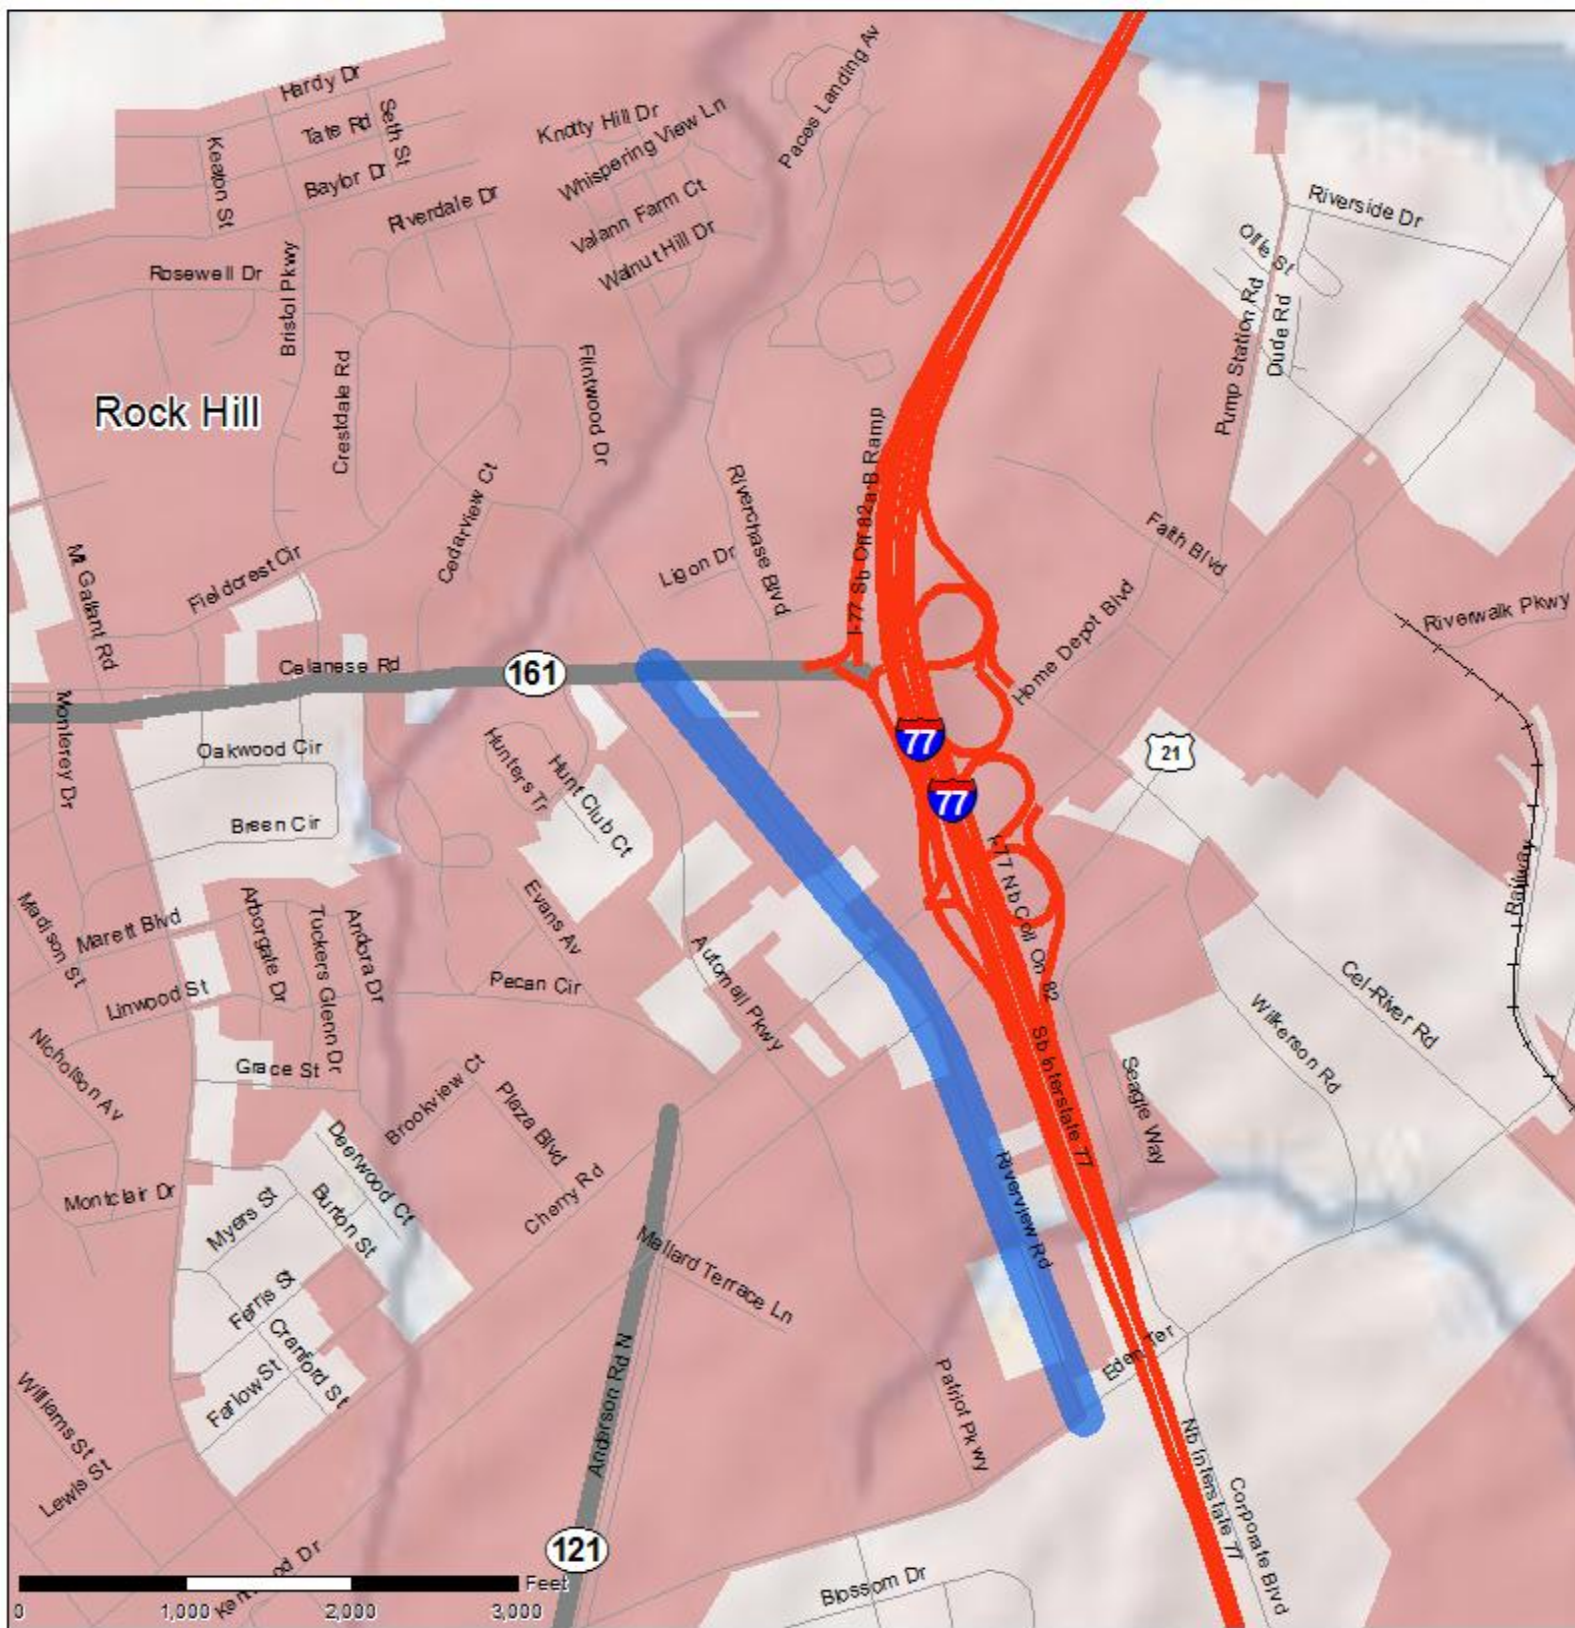 Hardy Dr
Tate Rd
Seth St
Keaton St
Baylor Dr
Riverdale Dr
Knotty Hill Dr
Whispering View Ln
Valann Farm Ct
Walnut Hill Dr
Paces Landing Av
Riverside Dr
Ollie St
Pump Station Rd
Duda Rd
Rosewell Dr
Bristol Pkwy
Crestdale Rd
Rock Hill
Flintwood Dr
Cedarview Ct
Riverchase Blvd
I-77 Sb Off 82a-B Ramp
Ligon Dr
Faith Blvd
Home Depot Blvd
Riverwalk Pkwy
Mt Gallant Rd
Fieldcrest Cir
Celanese Rd
161
77
77
21
Monterey Dr
Oakwood Cir
Breen Cir
Hunters Tr
Hunt Club Ct
I-77 Nb Coll On 82
Railway
Madison St
Marett Blvd
Arborgate Dr
Tuckers Glenn Dr
Andora Dr
Evans Av
Pecan Cir
Automall Pkwy
Linwood St
Cel-River Rd
Wilkerson Rd
Nicholson Av
Grace St
Brookview Ct
Plaza Blvd
Sb Interstate 77
Seagle Way
Deerwood Ct
Burton St
Montclair Dr
Myers St
Cherry Rd
Riverview Rd
Mallard Terrace Ln
Ferris St
Cranford St
Farlow St
Anderson Rd N
Patriot Pkwy
Eden Ter
Williams St
Lewis St
Nb Interstate 77
Corporate Blvd
121
Blossom Dr
Feet
0 1,000 2,000 3,000